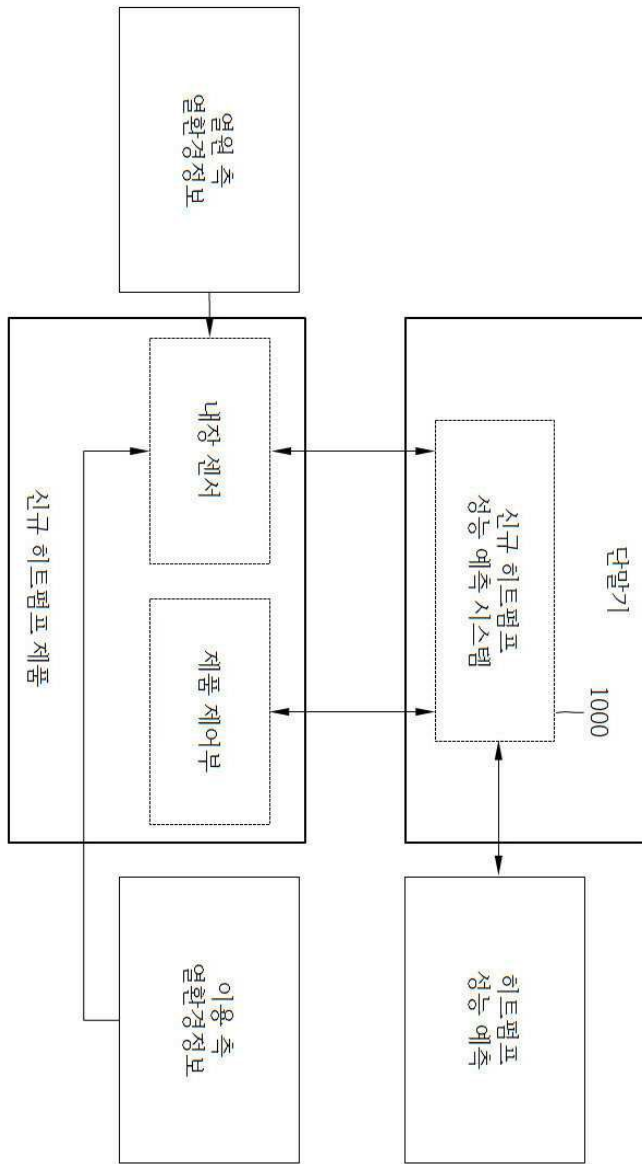 단말기
1000
신규 히트펌프
성능 예측 시스템
히트펌프
성능 예측
열원 측
열환경정보
내장 센서
제품 제어부
신규 히트펌프 제품
이용 측
열환경정보